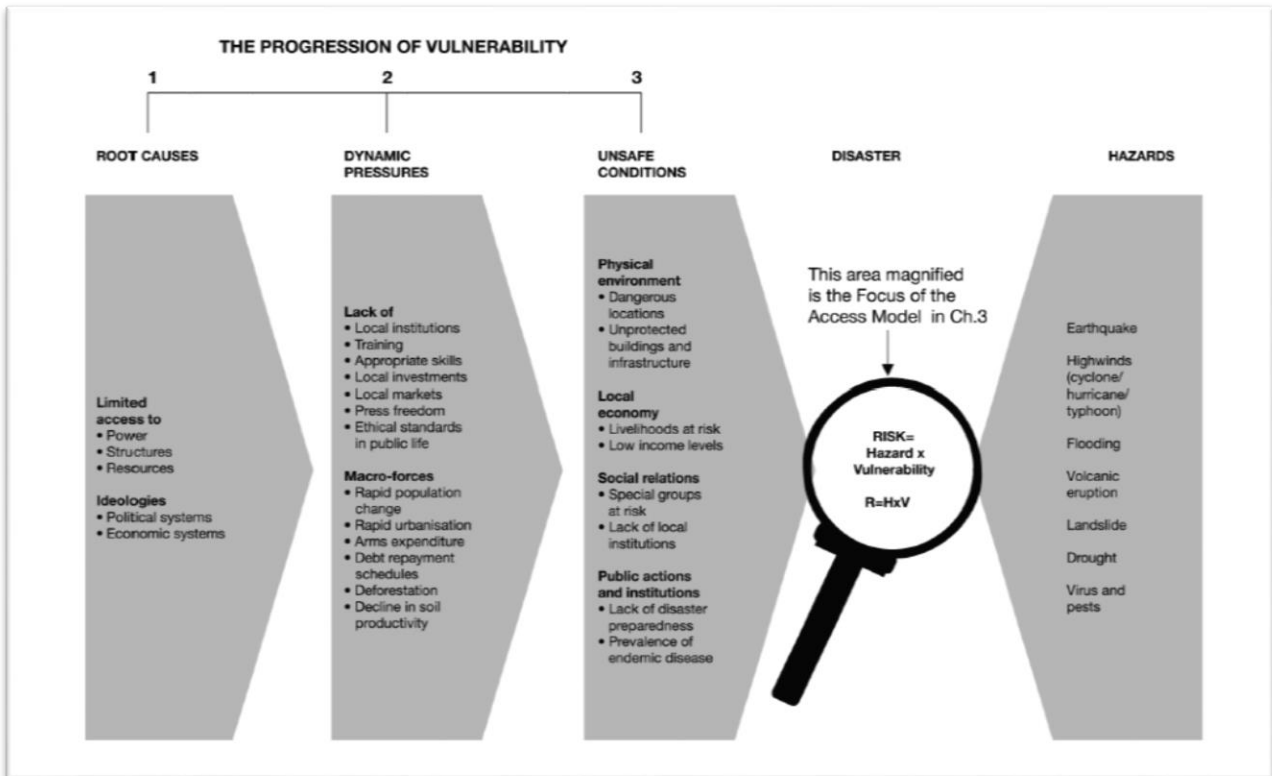 THE PROGRESSION OF VULNERABILITY
1
2
3
ROOT CAUSES
DYNAMIC
PRESSURES
UNSAFE
CONDITIONS
DISASTER
HAZARDS
Limited
access to
• Power
• Structures
• Resources
Ideologies
• Political systems
• Economic systems
Lack of
• Local institutions
• Training
• Appropriate skills
• Local investments
• Local markets
• Press freedom
• Ethical standards
in public life
Macro-forces
• Rapid population
change
• Rapid urbanisation
• Arms expenditure
• Debt repayment
schedules
• Deforestation
• Decline in soil
productivity
Physical
environment
• Dangerous
locations
• Unprotected
buildings and
infrastructure
Local
economy
• Livelihoods at risk
• Low income levels
Social relations
• Special groups
at risk
• Lack of local
institutions
Public actions
and institutions
• Lack of disaster
preparedness
• Prevalence of
endemic disease
This area magnified
is the Focus of the
Access Model in Ch.3
RISK=
Hazard x
Vulnerability
R=HxV
Earthquake
Highwinds
(cyclone/
hurricane/
typhoon)
Flooding
Volcanic
eruption
Landslide
Drought
Virus and
pests